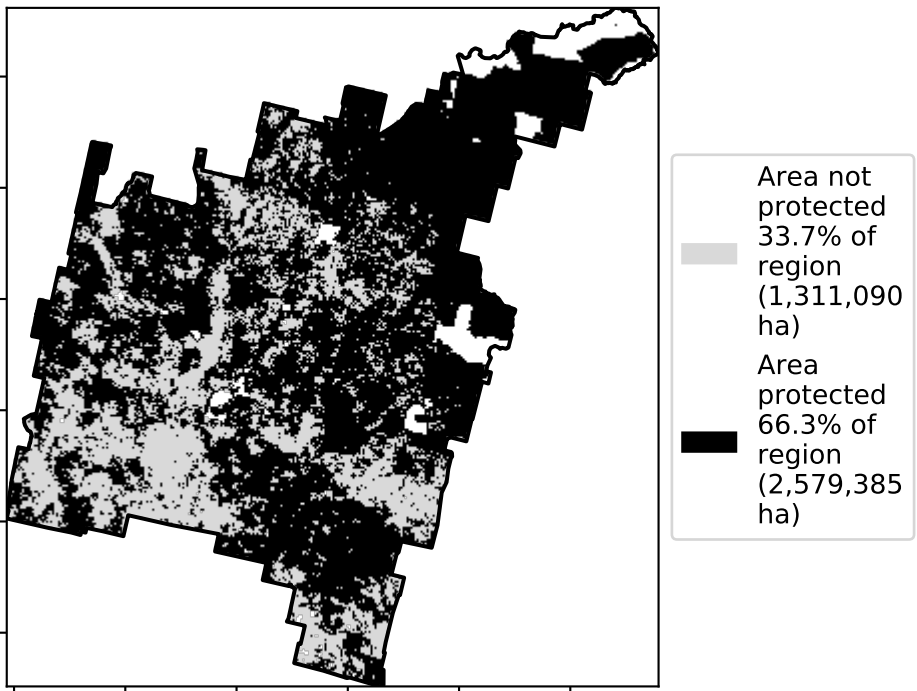 Area not
protected
33.7% of
region
(1,311,090
ha)
Area
protected
66.3% of
region
(2,579,385
ha)